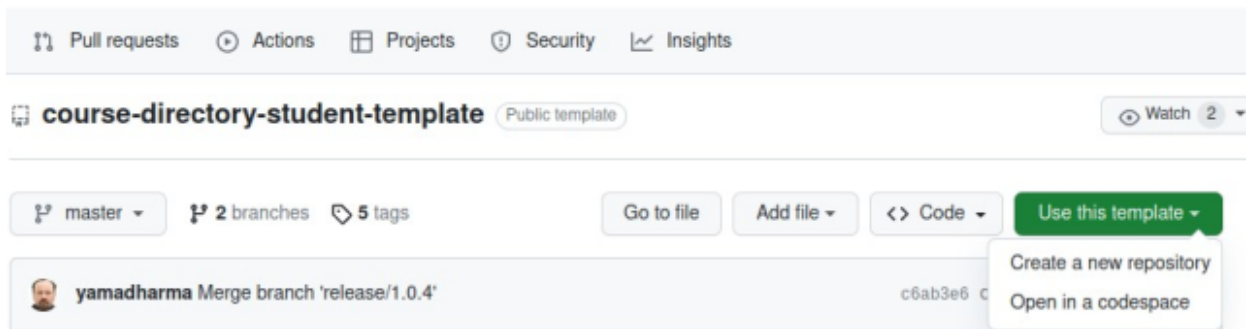 Pull requests Actions Projects Security Insights
course-directory-student-template Public template Watch 2
master 2 branches 5 tags Go to file Add file Code Use this template
Create a new repository
yamadharma Merge branch 'release/1.0.4' c6ab3e6
Open in a codespace